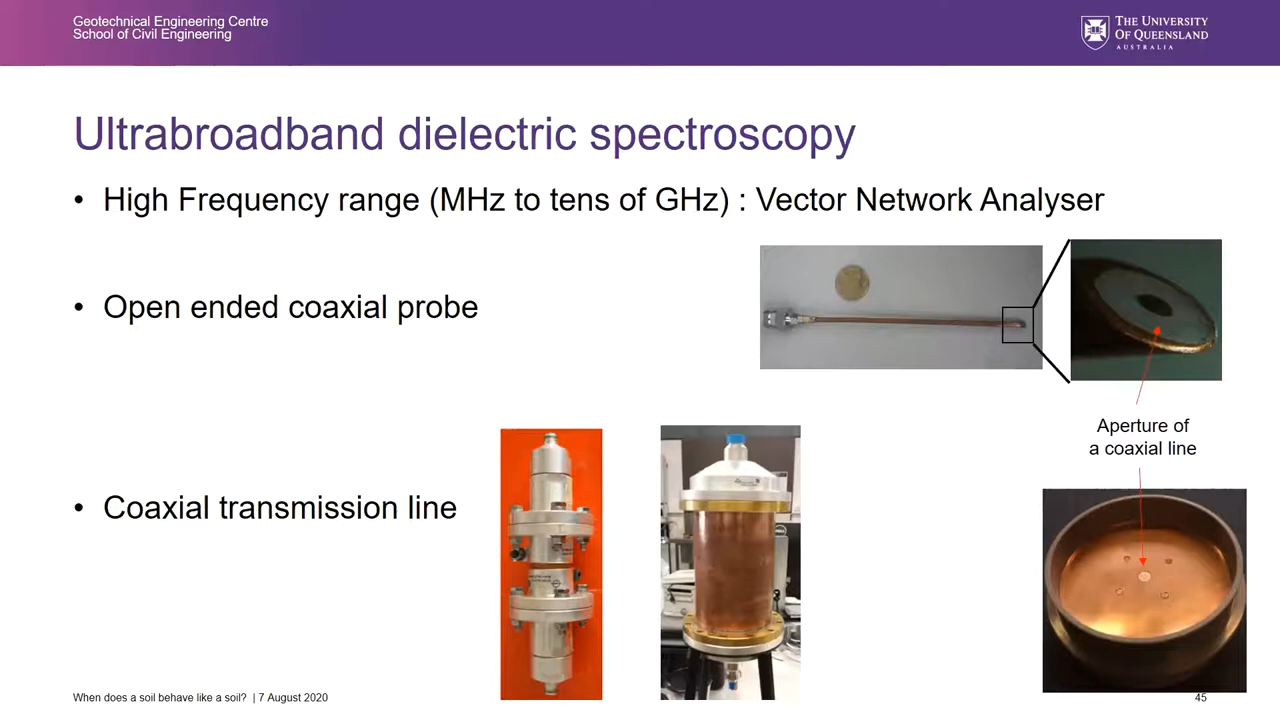 Geotechnical Engineering Centre
School of Civil Engineering
THE UNIVERSITY
OF QUEENSLAND
AUSTRALIA
Ultrabroadband dielectric spectroscopy
• High Frequency range (MHz to tens of GHz) : Vector Network Analyser
• Open ended coaxial probe
Aperture of
a coaxial line
• Coaxial transmission line
When does a soil behave like a soil? | 7 August 2020
45